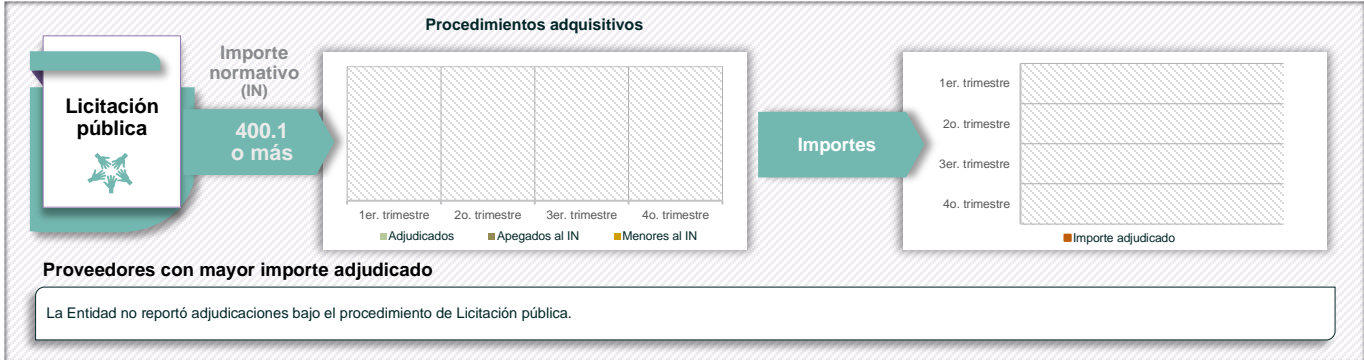 Procedimientos adquisitivos
Licitación
pública
Importe
normativo
(IN)
400.1
o más
1er. trimestre 2o. trimestre 3er. trimestre 4o. trimestre
Adjudicados Apegados al IN Menores al IN
Importes
1er. trimestre
2o. trimestre
3er. trimestre
4o. trimestre
Importe adjudicado
Proveedores con mayor importe adjudicado
La Entidad no reportó adjudicaciones bajo el procedimiento de Licitación pública.